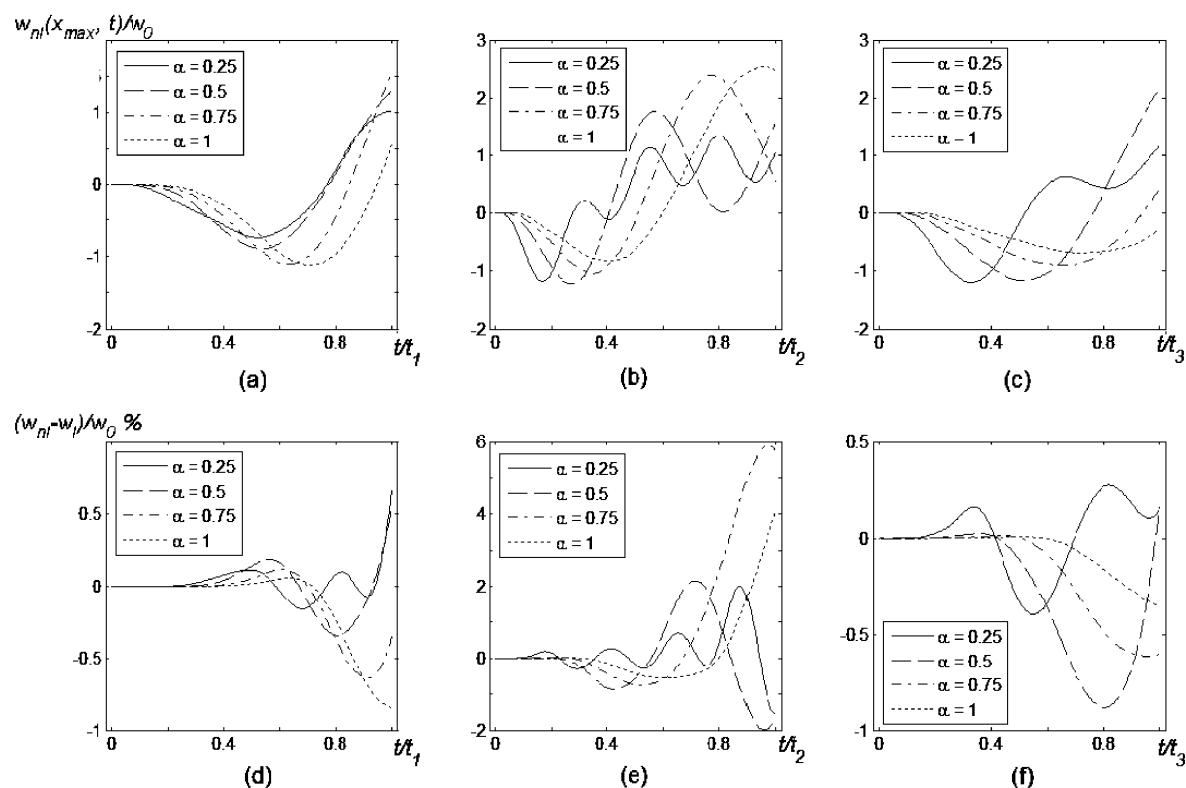 w_nl(x_max, t)/w_0
α = 0.25
α = 0.5
α = 0.75
α = 1
1
0
-1
-2
0
0.4
0.8
t/t_1
(a)
3
2
1
0
-1
-2
α = 0.25
α = 0.5
α = 0.75
α = 1
0
0.4
0.8
t/t_2
(b)
3
2
1
0
-1
-2
α = 0.25
α = 0.5
α = 0.75
α – 1
0
0.4
0.8
t/t_3
(c)
(w_nl-w_l)/w_0 %
α = 0.25
α = 0.5
α = 0.75
α = 1
0.5
0
-0.5
-1
0
0.4
0.8
t/t_1
(d)
6
4
2
0
-2
α = 0.25
α = 0.5
α = 0.75
α = 1
0
0.4
0.8
t/t_2
(e)
0.5
0
-0.5
-1
α = 0.25
α = 0.5
α = 0.75
α = 1
0
0.4
0.8
t/t_3
(f)